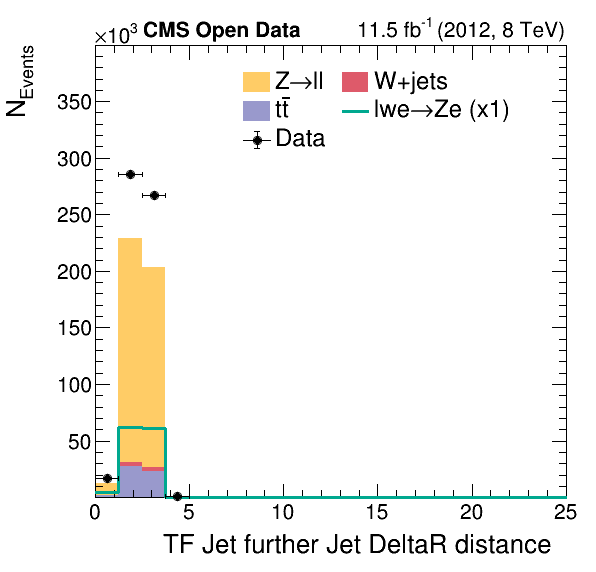 ×10³ CMS Open Data 11.5 fb⁻¹ (2012, 8 TeV)
N_Events
Z→ll W+jets
tt̄ lwe→Ze (x1)
Data
350
300
250
200
150
100
50
0 5 10 15 20 25
TF Jet further Jet DeltaR distance